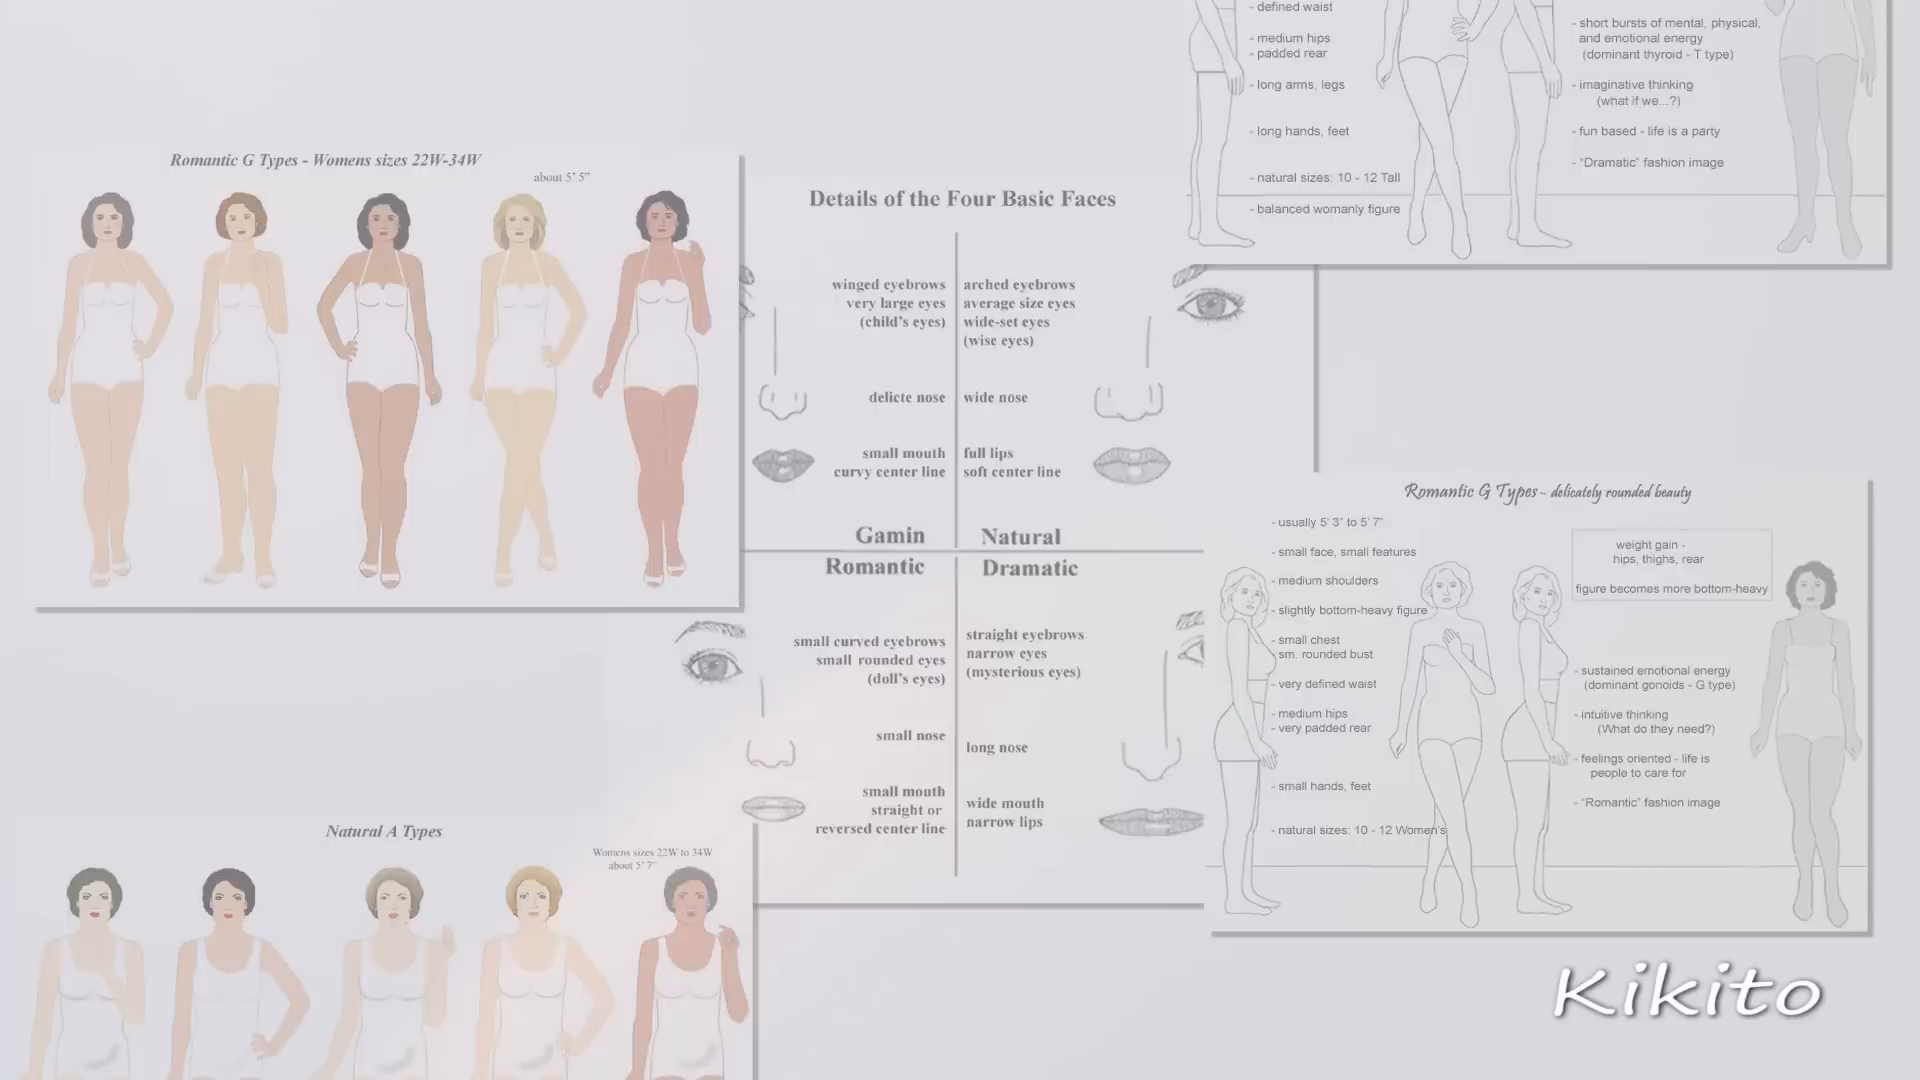 - defined waist
- medium hips
- padded rear
- long arms, legs
- long hands, feet
- natural sizes: 10 - 12 Tall
- balanced womanly figure
- short bursts of mental, physical,
and emotional energy
(dominant thyroid - T type)
- imaginative thinking
(what if we...?)
- fun based - life is a party
- "Dramatic" fashion image
Romantic G Types - Womens sizes 22W-34W
about 5' 5"
Details of the Four Basic Faces
winged eyebrows
very large eyes
(child's eyes)
delicte nose
small mouth
curvy center line
Gamin
arched eyebrows
average size eyes
wide-set eyes
(wise eyes)
wide nose
full lips
soft center line
Natural
Romantic
small curved eyebrows
small rounded eyes
(doll's eyes)
small nose
small mouth
straight or
reversed center line
Dramatic
straight eyebrows
narrow eyes
(mysterious eyes)
long nose
wide mouth
narrow lips
Romantic G Types - delicately rounded beauty
- usually 5' 3" to 5' 7"
- small face, small features
- medium shoulders
- slightly bottom-heavy figure
- small chest
sm. rounded bust
- very defined waist
- medium hips
- very padded rear
- small hands, feet
- natural sizes: 10 - 12 Women's
weight gain -
hips, thighs, rear
figure becomes more bottom-heavy
- sustained emotional energy
(dominant gonoids - G type)
- intuitive thinking
(What do they need?)
- feelings oriented - life is
people to care for
- "Romantic" fashion image
Natural A Types
Womens sizes 22W to 34W
about 5' 7"
Kikito